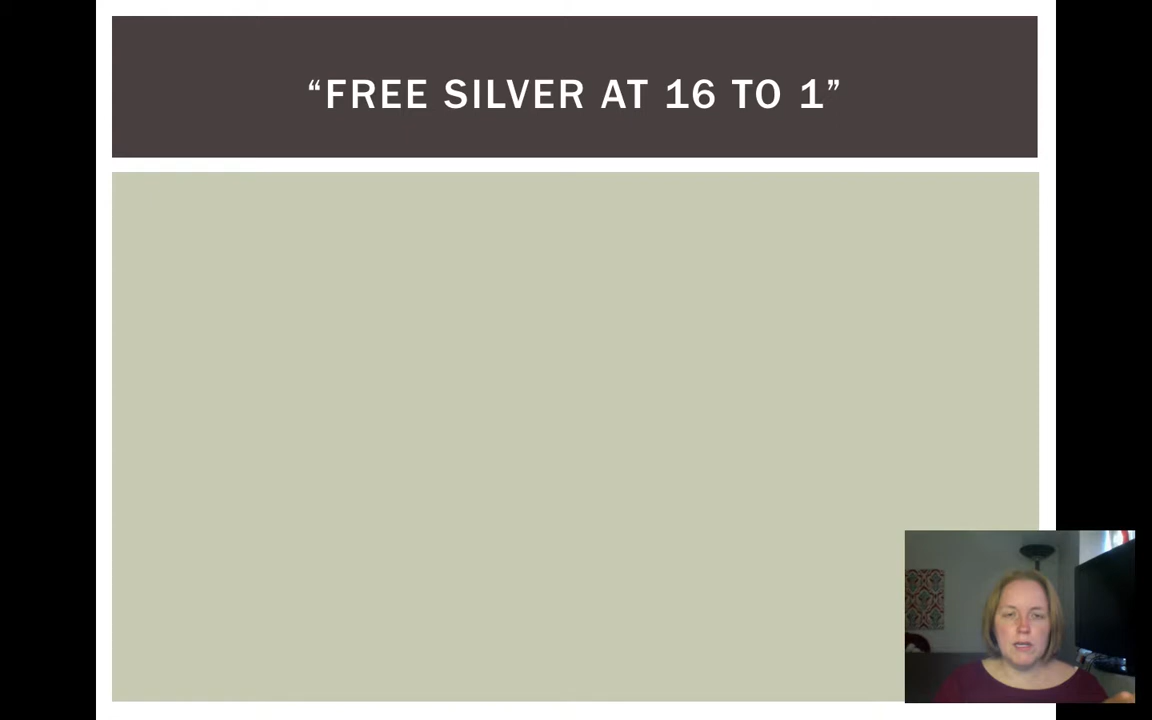 “FREE SILVER AT 16 TO 1”